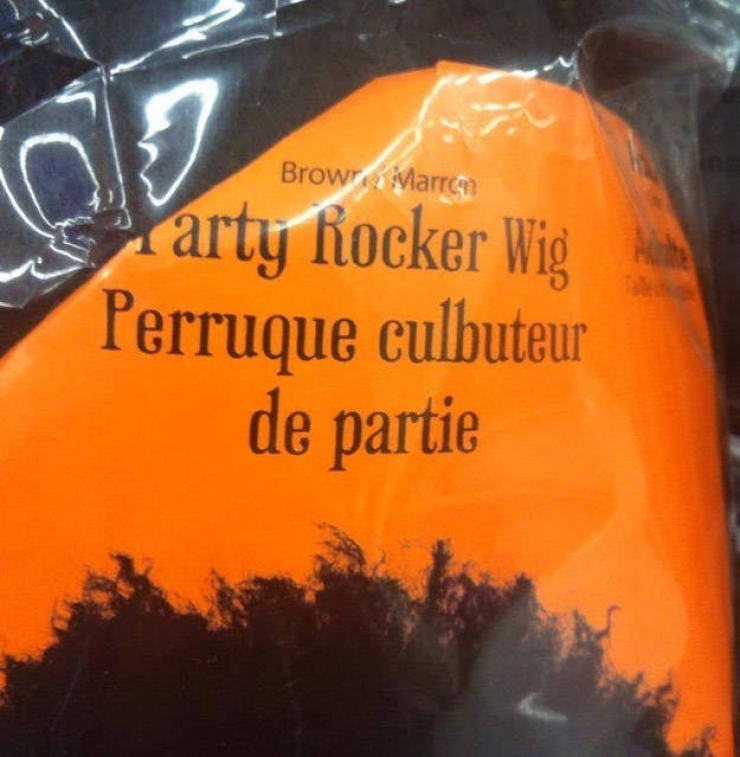 Brown / Marron
Party Rocker Wig
Perruque culbuteur
de partie